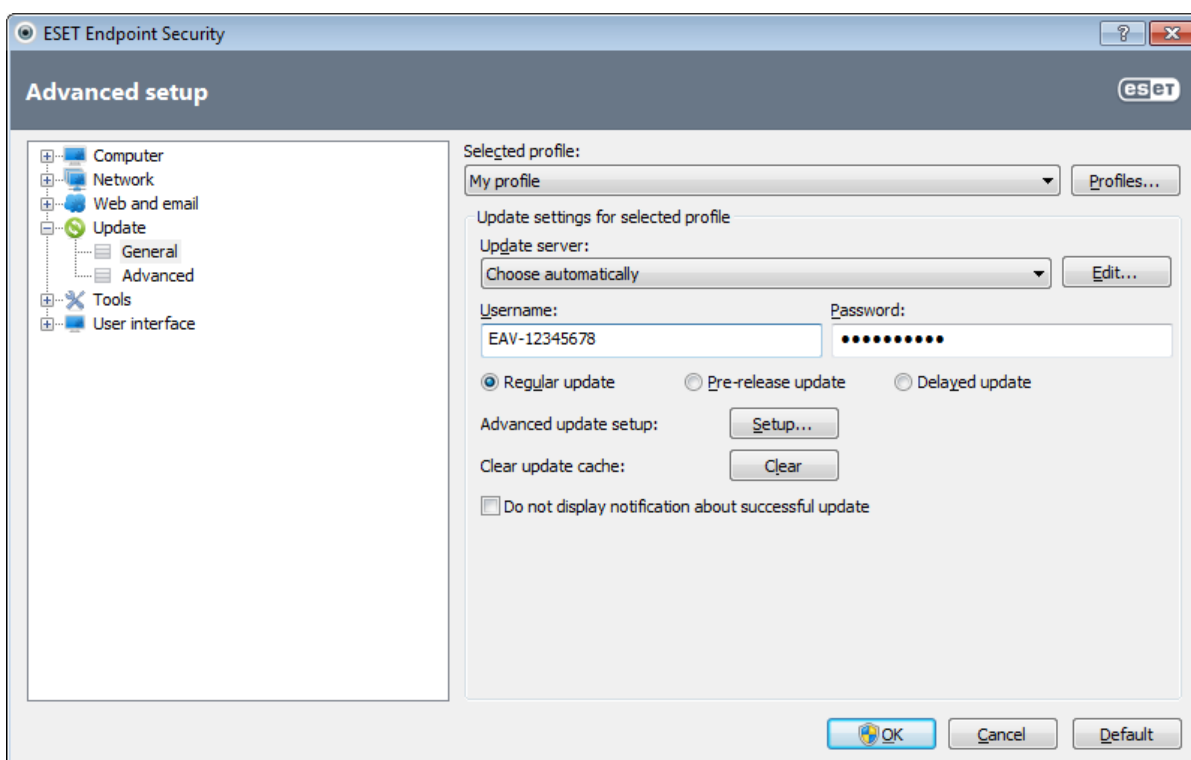 ESET Endpoint Security
Advanced setup
eset
Computer
Network
Web and email
Update
General
Advanced
Tools
User interface
Selected profile:
My profile
Profiles...
Update settings for selected profile
Update server:
Choose automatically
Edit...
Username:
Password:
EAV-12345678
••••••••••
Regular update
Pre-release update
Delayed update
Advanced update setup:
Setup...
Clear update cache:
Clear
Do not display notification about successful update
OK
Cancel
Default